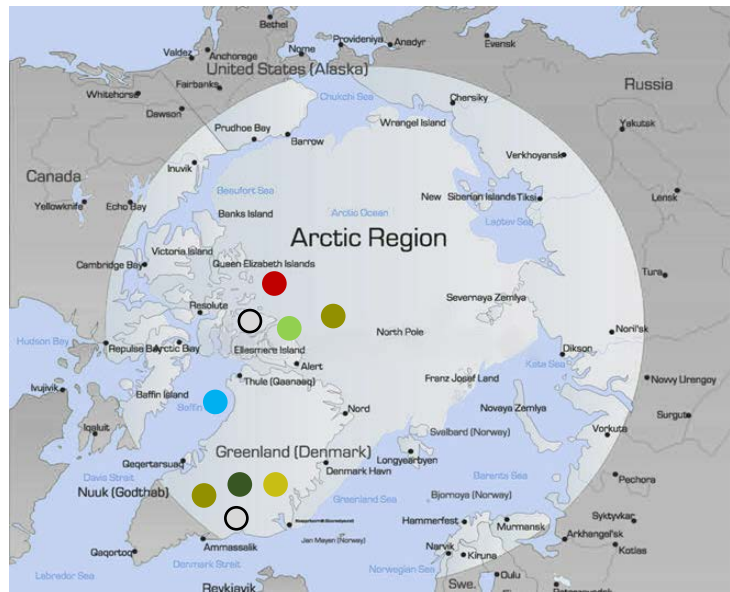 Bethel
Provideniya
Anadyr
Evensk
Valdez
Anchorage
Nome
United States (Alaska)
Russia
Fairbanks
Whitehorse
Chukchi Sea
Chersky
Dawson
Wrangel Island
Prudhoe Bay
Barrow
Yakutsk
Verkhoyansk
Inuvik
Canada
Beaufort Sea
New Siberian Islands
Tiksi
Lensk
Yellowknife
Echo Bay
Banks Island
Arctic Ocean
Laptev Sea
Arctic Region
Victoria Island
Queen Elizabeth Islands
Cambridge Bay
Tura
Severnaya Zemlya
Resolute
North Pole
Noril'sk
Hudson Bay
Repulse Bay
Arctic Bay
Ellesmere Island
Dikson
Alert
Kara Sea
Thule (Qaanaaq)
Franz Josef Land
Novvy Urengoy
Ivujivik
Baffin Island
Baffin
Nord
Novaya Zemlya
Surgut
Iqaluit
Svalbard (Norway)
Vorkuta
Greenland (Denmark)
Qeqertarsuaq
Longyearbyen
Denmark Havn
Davis Strait
Barents Sea
Pechora
Nuuk (Godthab)
Greenland Sea
Bjornoya (Norway)
Hammerfest
Murmansk
Syktyvkar
Jan Mayen (Norway)
Arkhangel'sk
Qaqortoq
Ammassalik
Narvik
Kiruna
Kotlas
Denmark Strait
Norwegian Sea
Labrador Sea
Oulu
Swe.
Reykjavik